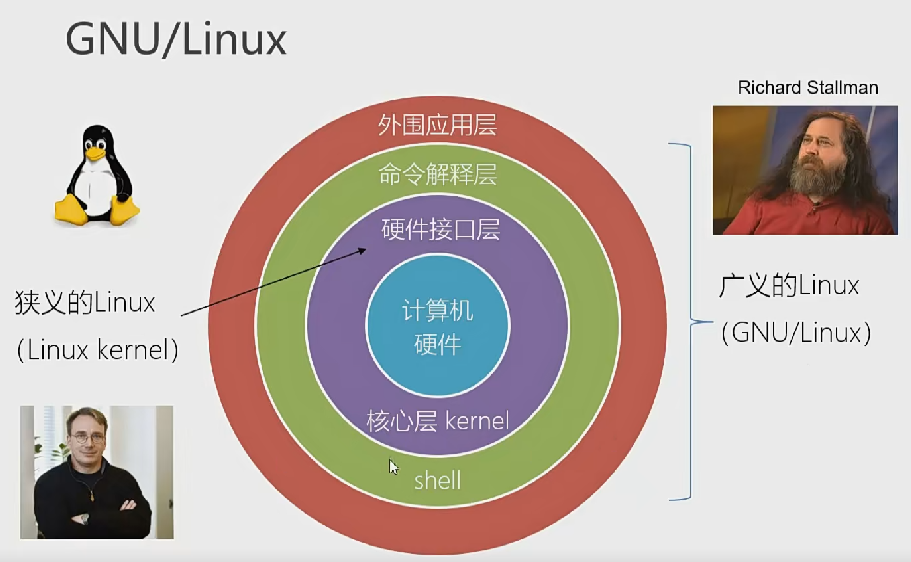 GNU/Linux
Richard Stallman
外围应用层
命令解释层
硬件接口层
计算机
硬件
核心层 kernel
shell
狭义的Linux
(Linux kernel)
广义的Linux
(GNU/Linux)